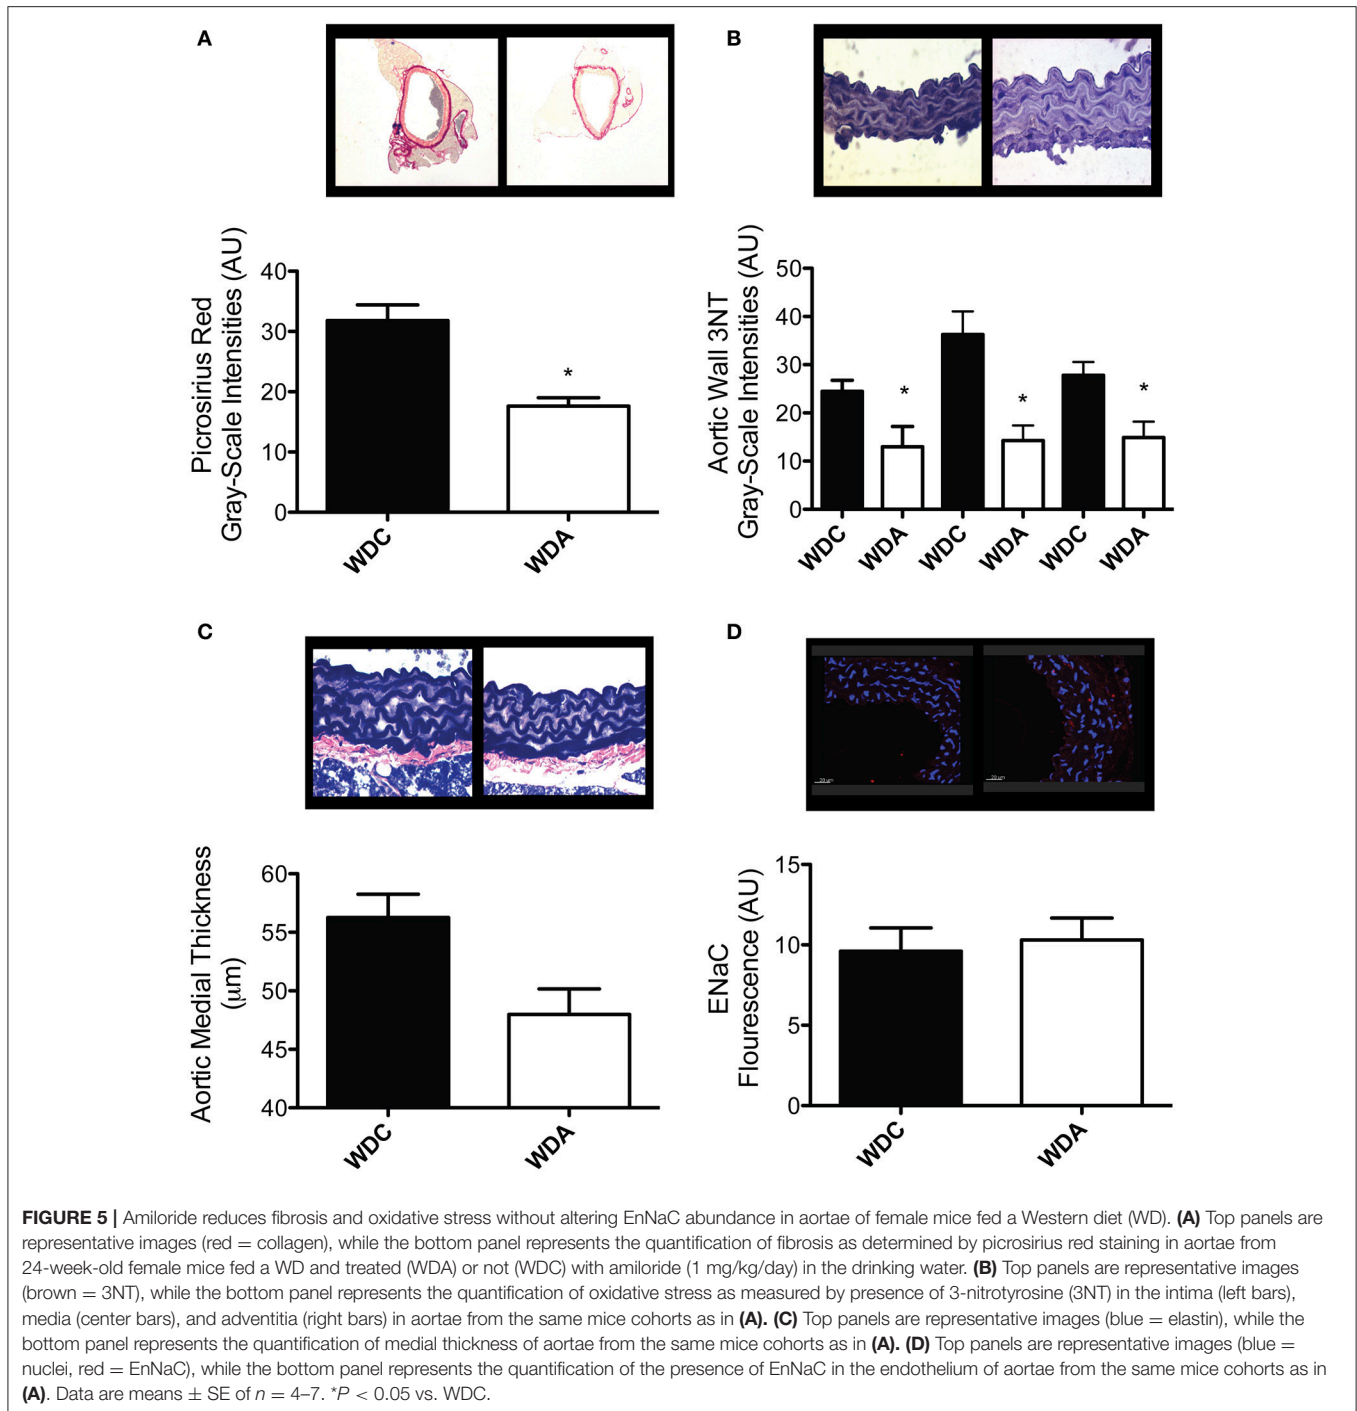 A
B
Picrosirius Red
Gray-Scale Intensities (AU)
40
30
20
10
0
*
WDC
WDA
Aortic Wall 3NT
Gray-Scale Intensities (AU)
50
40
30
20
10
0
*
*
*
WDC
WDA
WDC
WDA
WDC
WDA
C
D
20 µm
20 µm
Aortic Medial Thickness
(µm)
60
55
50
45
40
WDC
WDA
ENaC
Flourescence (AU)
15
10
5
0
WDC
WDA
FIGURE 5 | Amiloride reduces fibrosis and oxidative stress without altering EnNaC abundance in aortae of female mice fed a Western diet (WD). (A) Top panels are
representative images (red = collagen), while the bottom panel represents the quantification of fibrosis as determined by picrosirius red staining in aortae from
24-week-old female mice fed a WD and treated (WDA) or not (WDC) with amiloride (1 mg/kg/day) in the drinking water. (B) Top panels are representative images
(brown = 3NT), while the bottom panel represents the quantification of oxidative stress as measured by presence of 3-nitrotyrosine (3NT) in the intima (left bars),
media (center bars), and adventitia (right bars) in aortae from the same mice cohorts as in (A). (C) Top panels are representative images (blue = elastin), while the
bottom panel represents the quantification of medial thickness of aortae from the same mice cohorts as in (A). (D) Top panels are representative images (blue =
nuclei, red = EnNaC), while the bottom panel represents the quantification of the presence of EnNaC in the endothelium of aortae from the same mice cohorts as in
(A). Data are means ± SE of n = 4–7. *P < 0.05 vs. WDC.